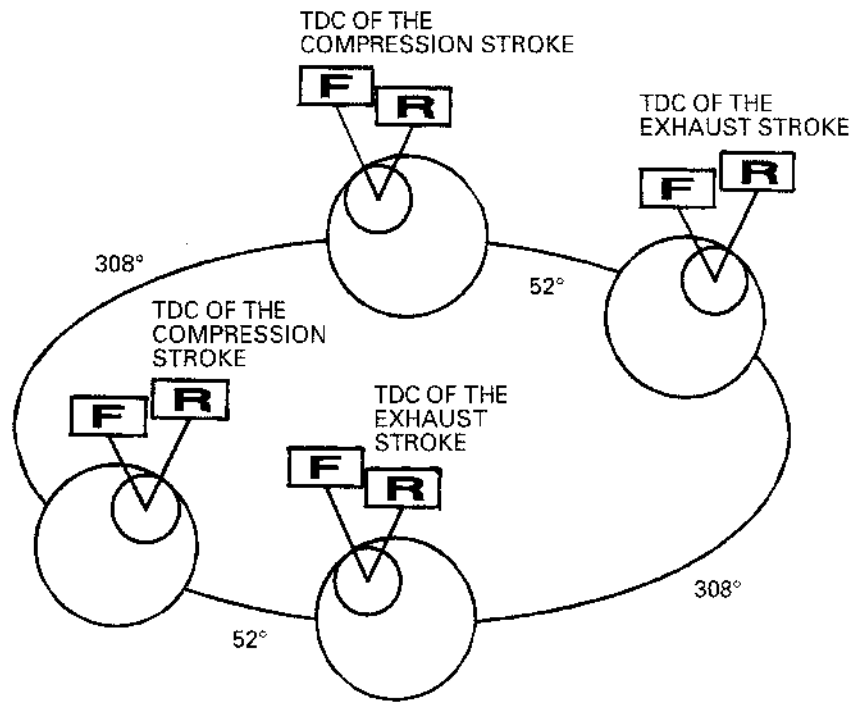 TDC OF THE
COMPRESSION STROKE
F
R
TDC OF THE
EXHAUST STROKE
F
R
308°
52°
TDC OF THE
COMPRESSION
STROKE
F
R
TDC OF THE
EXHAUST
STROKE
F
R
52°
308°